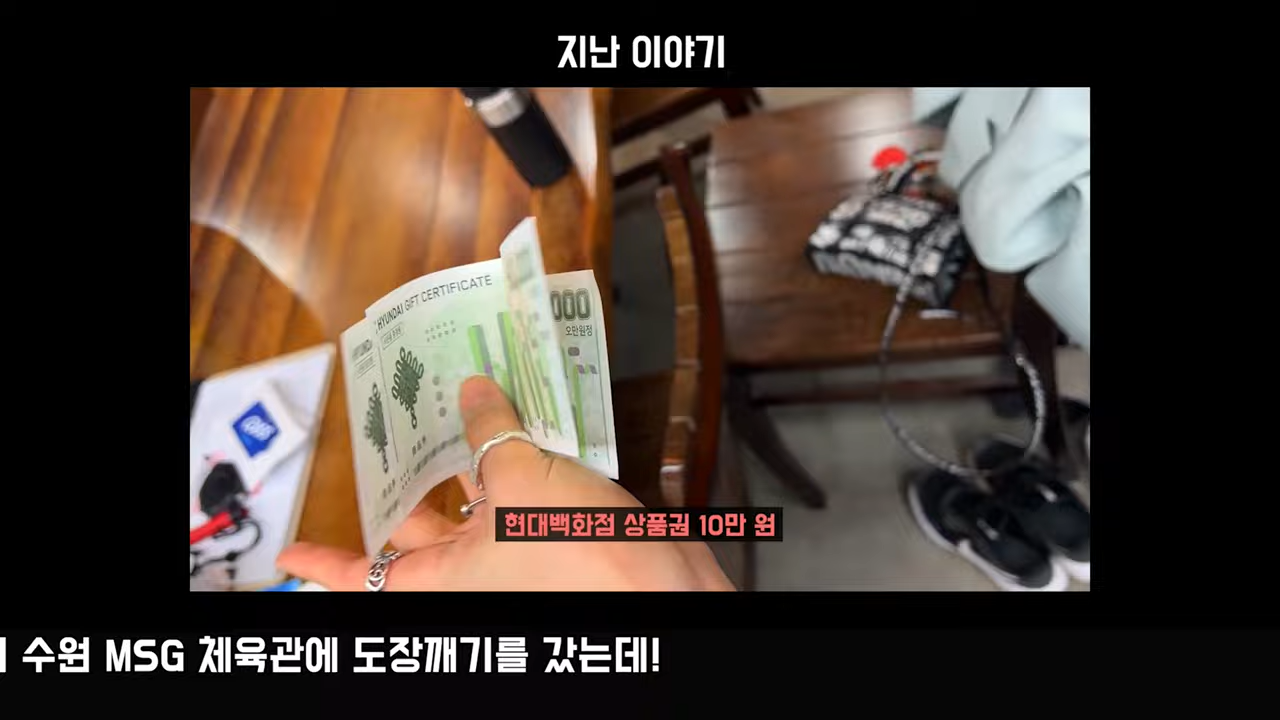 지난 이야기
HYUNDAI GIFT CERTIFICATE
000
오만원정
현대백화점 상품권 10만 원
수원 MSG 체육관에 도장깨기를 갔는데!